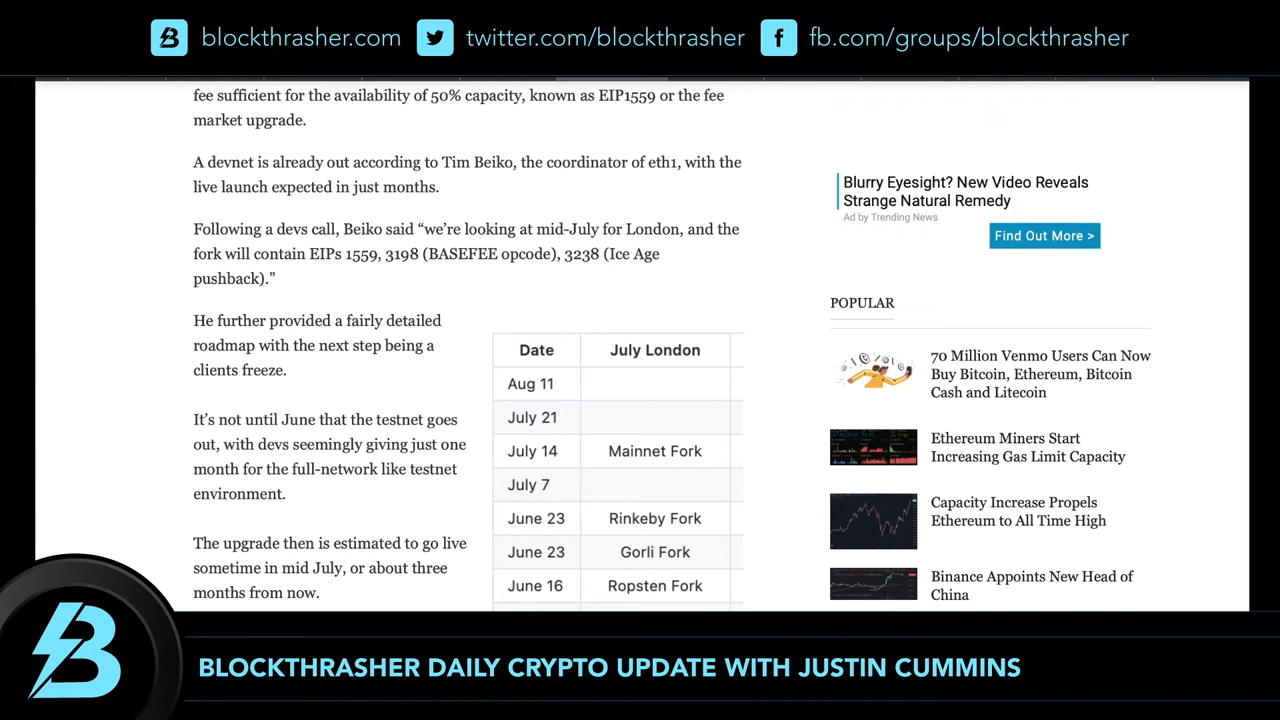 blockthrasher.com
twitter.com/blockthrasher
fb.com/groups/blockthrasher
fee sufficient for the availability of 50% capacity, known as EIP1559 or the fee
market upgrade.
A devnet is already out according to Tim Beiko, the coordinator of eth1, with the
live launch expected in just months.
Following a devs call, Beiko said “we’re looking at mid-July for London, and the
fork will contain EIPs 1559, 3198 (BASEFEE opcode), 3238 (Ice Age
pushback).”
He further provided a fairly detailed
roadmap with the next step being a
clients freeze.
It’s not until June that the testnet goes
out, with devs seemingly giving just one
month for the full-network like testnet
environment.
The upgrade then is estimated to go live
sometime in mid July, or about three
months from now.
Date July London
Aug 11
July 21
July 14 Mainnet Fork
July 7
June 23 Rinkeby Fork
June 23 Gorli Fork
June 16 Ropsten Fork
Blurry Eyesight? New Video Reveals
Strange Natural Remedy
Ad by Trending News
Find Out More >
POPULAR
70 Million Venmo Users Can Now
Buy Bitcoin, Ethereum, Bitcoin
Cash and Litecoin
Ethereum Miners Start
Increasing Gas Limit Capacity
Capacity Increase Propels
Ethereum to All Time High
Binance Appoints New Head of
China
B
BLOCKTHRASHER DAILY CRYPTO UPDATE WITH JUSTIN CUMMINS